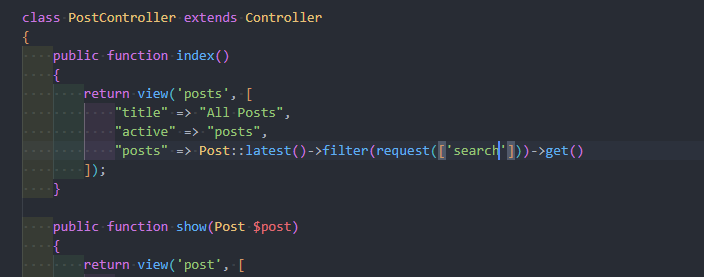 class PostController extends Controller
{
    public function index()
    {
        return view('posts', [
            "title" => "All Posts",
            "active" => "posts",
            "posts" => Post::latest()->filter(request(['search']))->get()
        ]);
    }

    public function show(Post $post)
    {
        return view('post', [